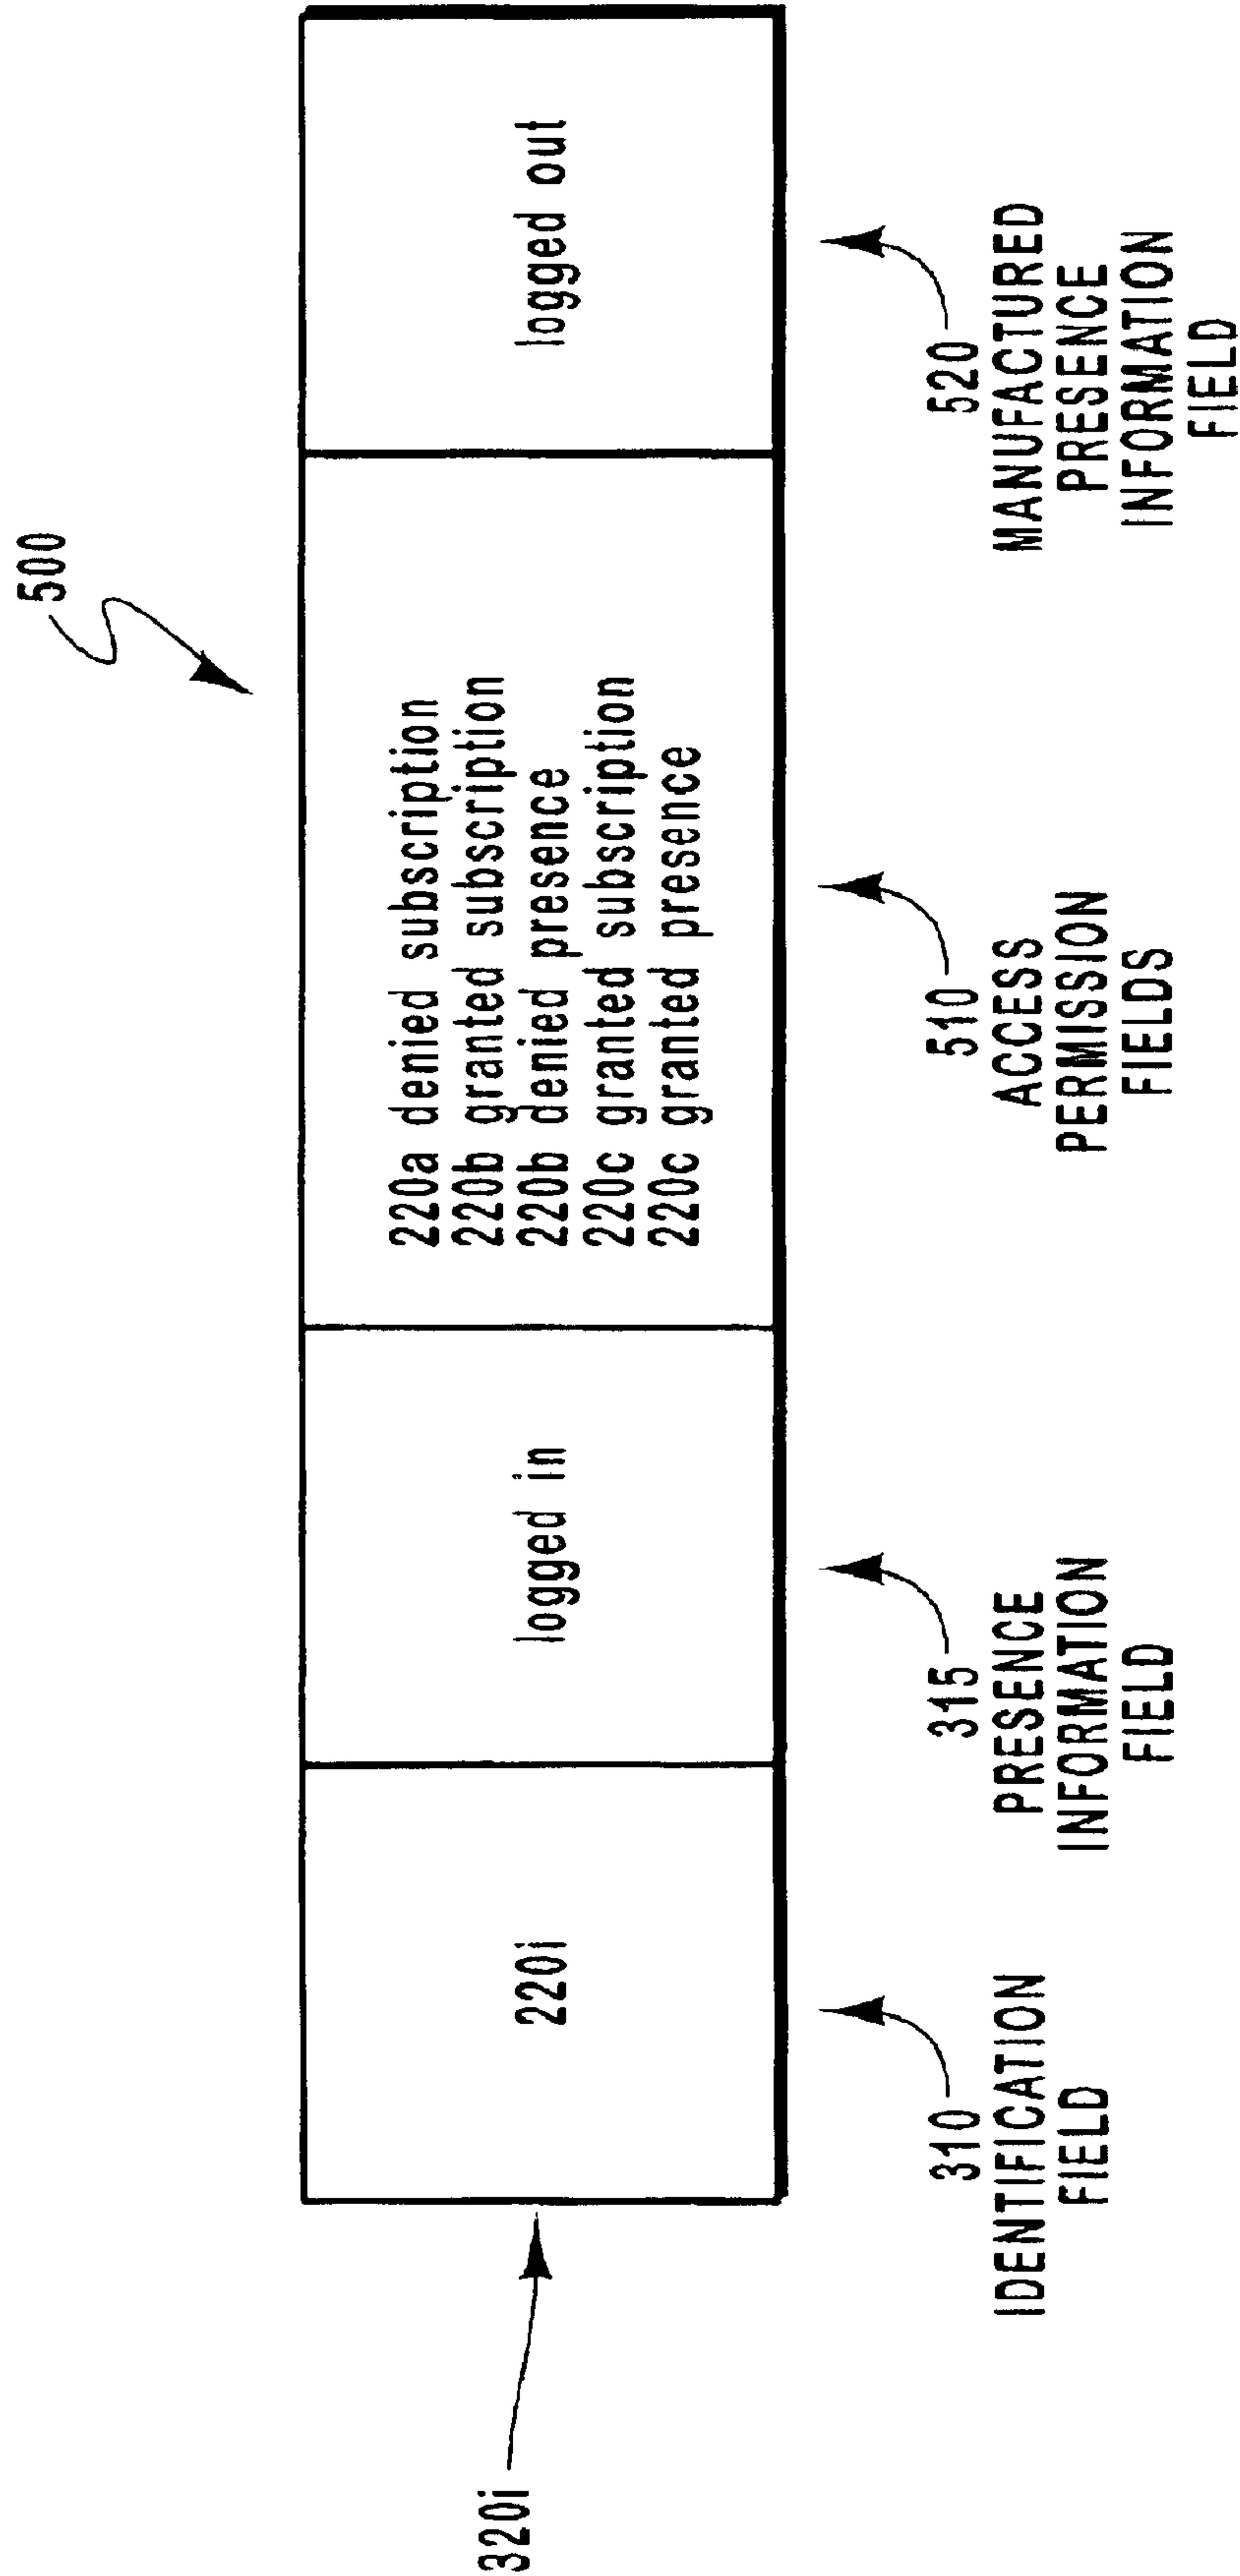 500
320i
220i
logged in
220a denied subscription
220b granted subscription
220b denied presence
220c granted subscription
220c granted presence
logged out
310
IDENTIFICATION
FIELD
315
PRESENCE
INFORMATION
FIELD
510
ACCESS
PERMISSION
FIELDS
520
MANUFACTURED
PRESENCE
INFORMATION
FIELD